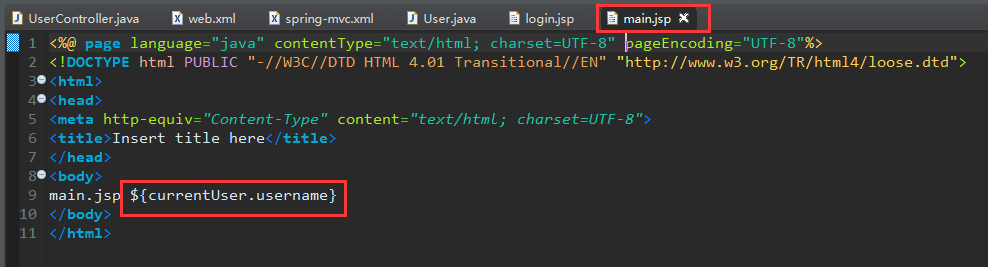 UserController.java web.xml spring-mvc.xml User.java login.jsp main.jsp
1 <%@ page language="java" contentType="text/html; charset=UTF-8" pageEncoding="UTF-8"%>
2 <!DOCTYPE html PUBLIC "-//W3C//DTD HTML 4.01 Transitional//EN" "http://www.w3.org/TR/html4/loose.dtd">
3 <html>
4 <head>
5 <meta http-equiv="Content-Type" content="text/html; charset=UTF-8">
6 <title>Insert title here</title>
7 </head>
8 <body>
9 main.jsp ${currentUser.username}
10 </body>
11 </html>